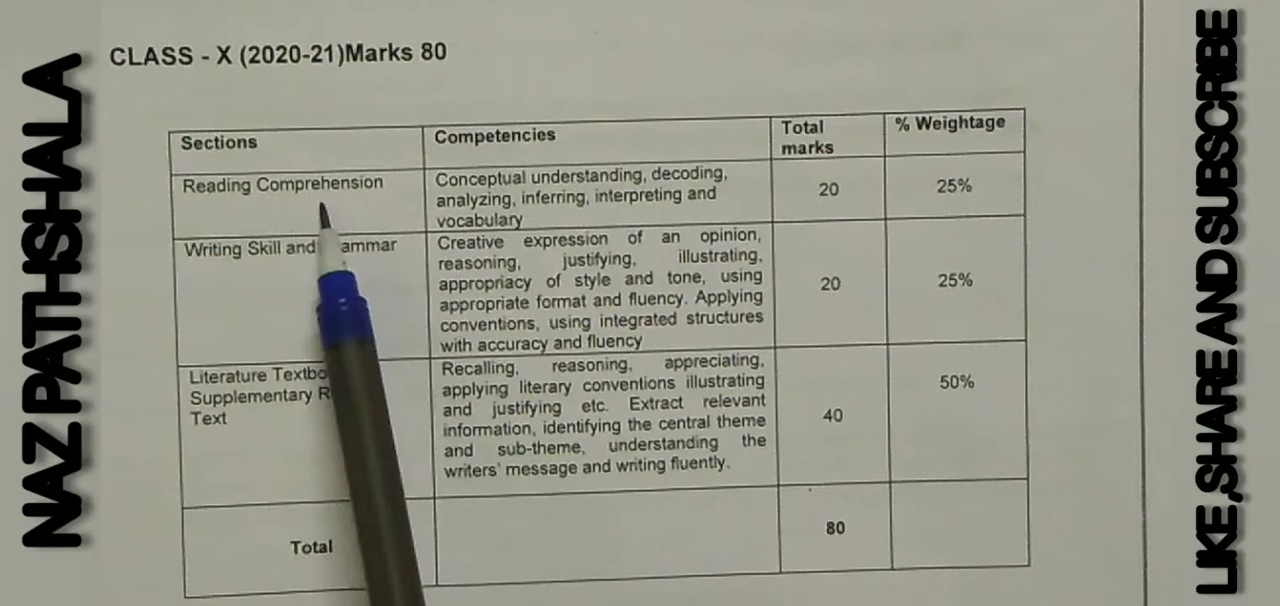 NAZ PATHSHALA
CLASS - X (2020-21)Marks 80
Sections
Competencies
Total
marks
% Weightage
Reading Comprehension
Conceptual understanding, decoding,
analyzing, inferring, interpreting and
vocabulary
20
25%
Writing Skill and
Creative expression of an opinion,
reasoning, justifying, illustrating,
appropriacy of style and tone, using
appropriate format and fluency. Applying
conventions, using integrated structures
with accuracy and fluency
20
25%
Literature
Supplementary
Text
Recalling, reasoning, appreciating,
applying literary conventions illustrating
and justifying etc. Extract relevant
information, identifying the central theme
and sub-theme, understanding the
writers' message and writing fluently.
40
50%
Total
80
LIKE,SHARE AND SUBSCRIBE